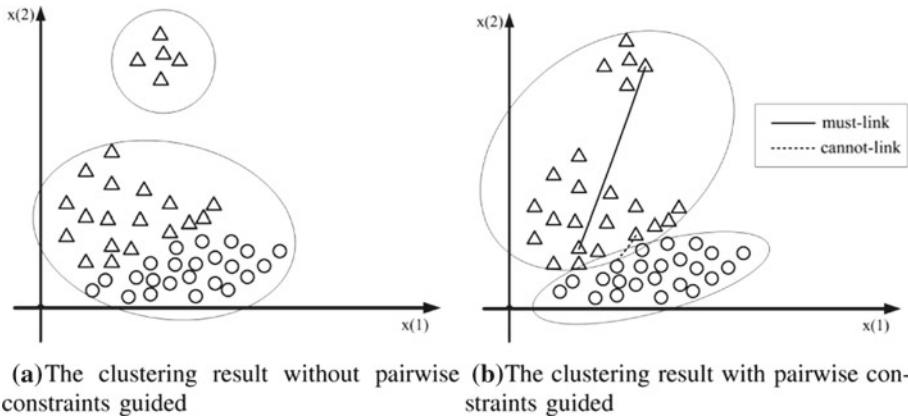 x(2)
x(1)
x(2)
x(1)
must-link
cannot-link
(a)The clustering result without pairwise
constraints guided
(b)The clustering result with pairwise con-
straints guided